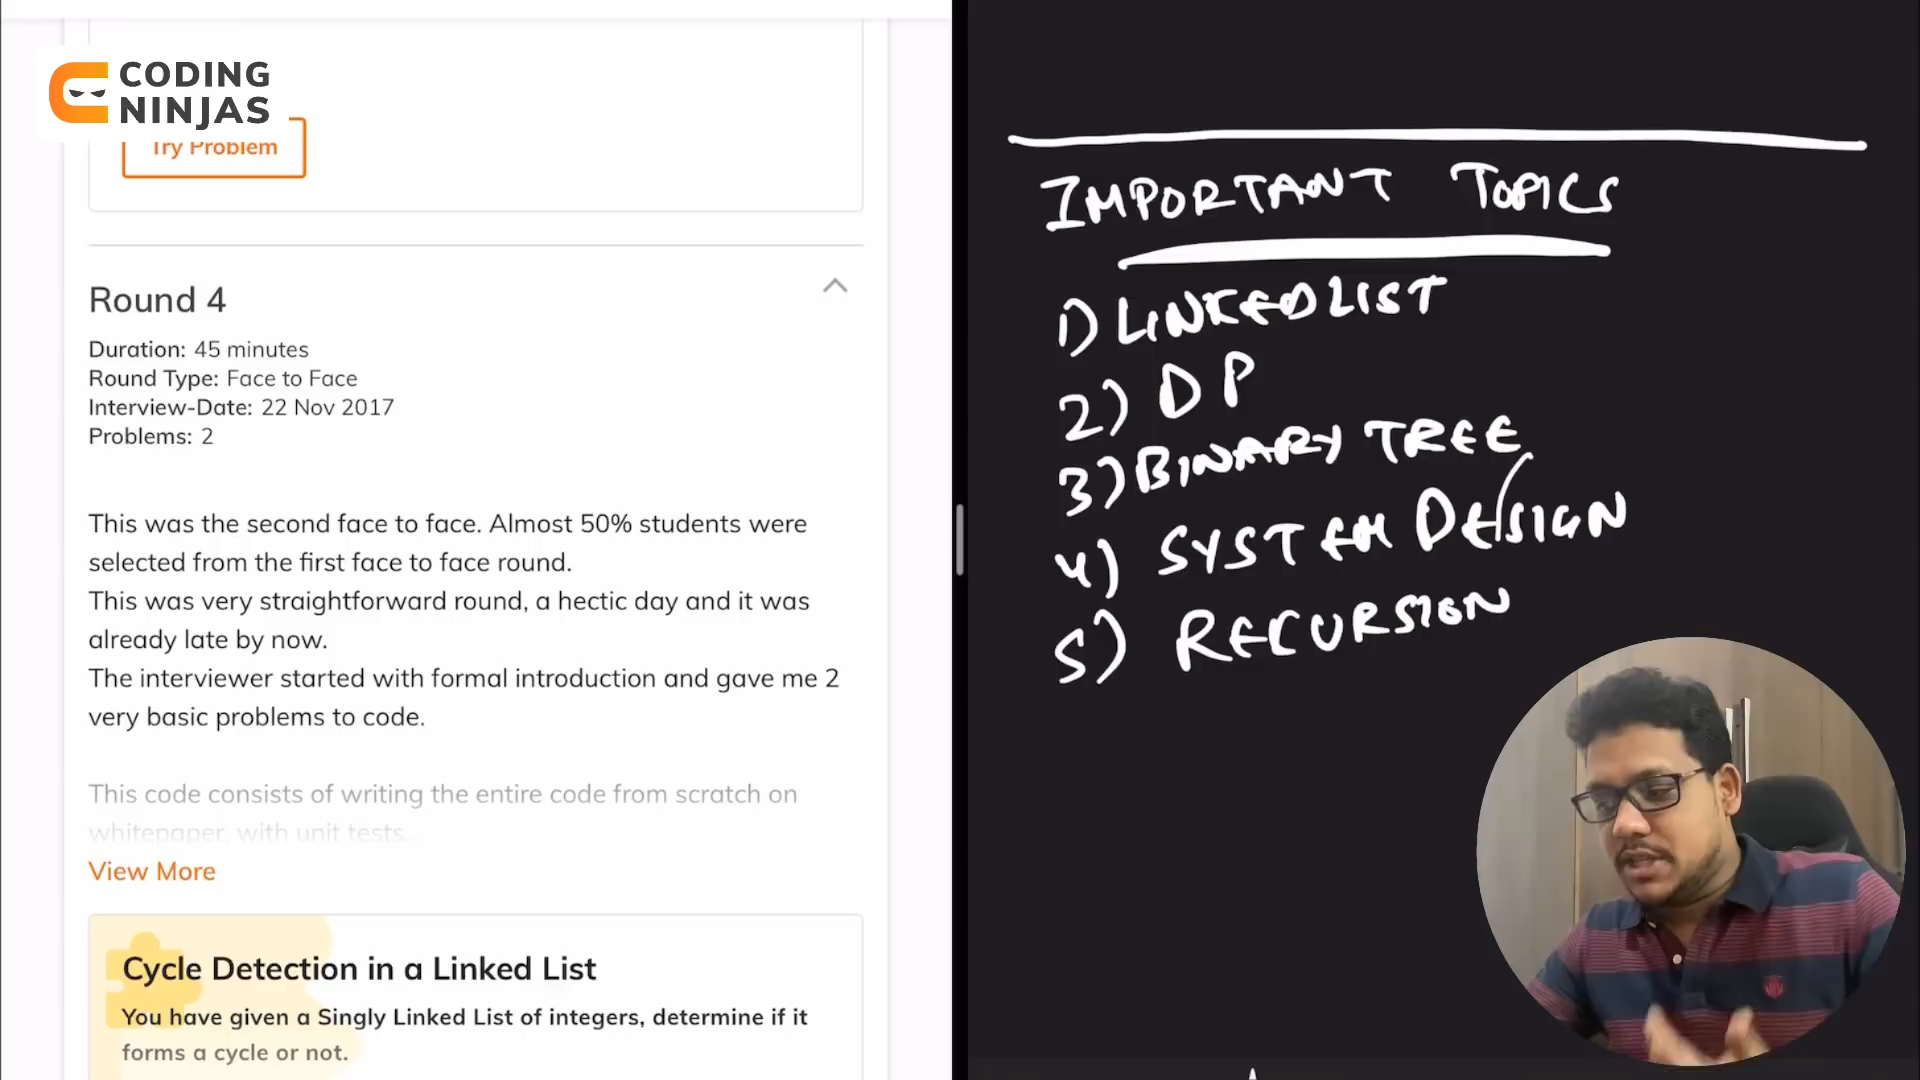 CODING
NINJAS
Try Problem
Round 4
Duration: 45 minutes
Round Type: Face to Face
Interview-Date: 22 Nov 2017
Problems: 2
This was the second face to face. Almost 50% students were
selected from the first face to face round.
This was very straightforward round, a hectic day and it was
already late by now.
The interviewer started with formal introduction and gave me 2
very basic problems to code.
This code consists of writing the entire code from scratch on
whitepaper, with unit tests...
View More
Cycle Detection in a Linked List
You have given a Singly Linked List of integers, determine if it
forms a cycle or not.
IMPORTANT TOPICS
1) LINKED LIST
2) DP
3) BINARY TREE
4) SYSTEM DESIGN
5) RECURSION